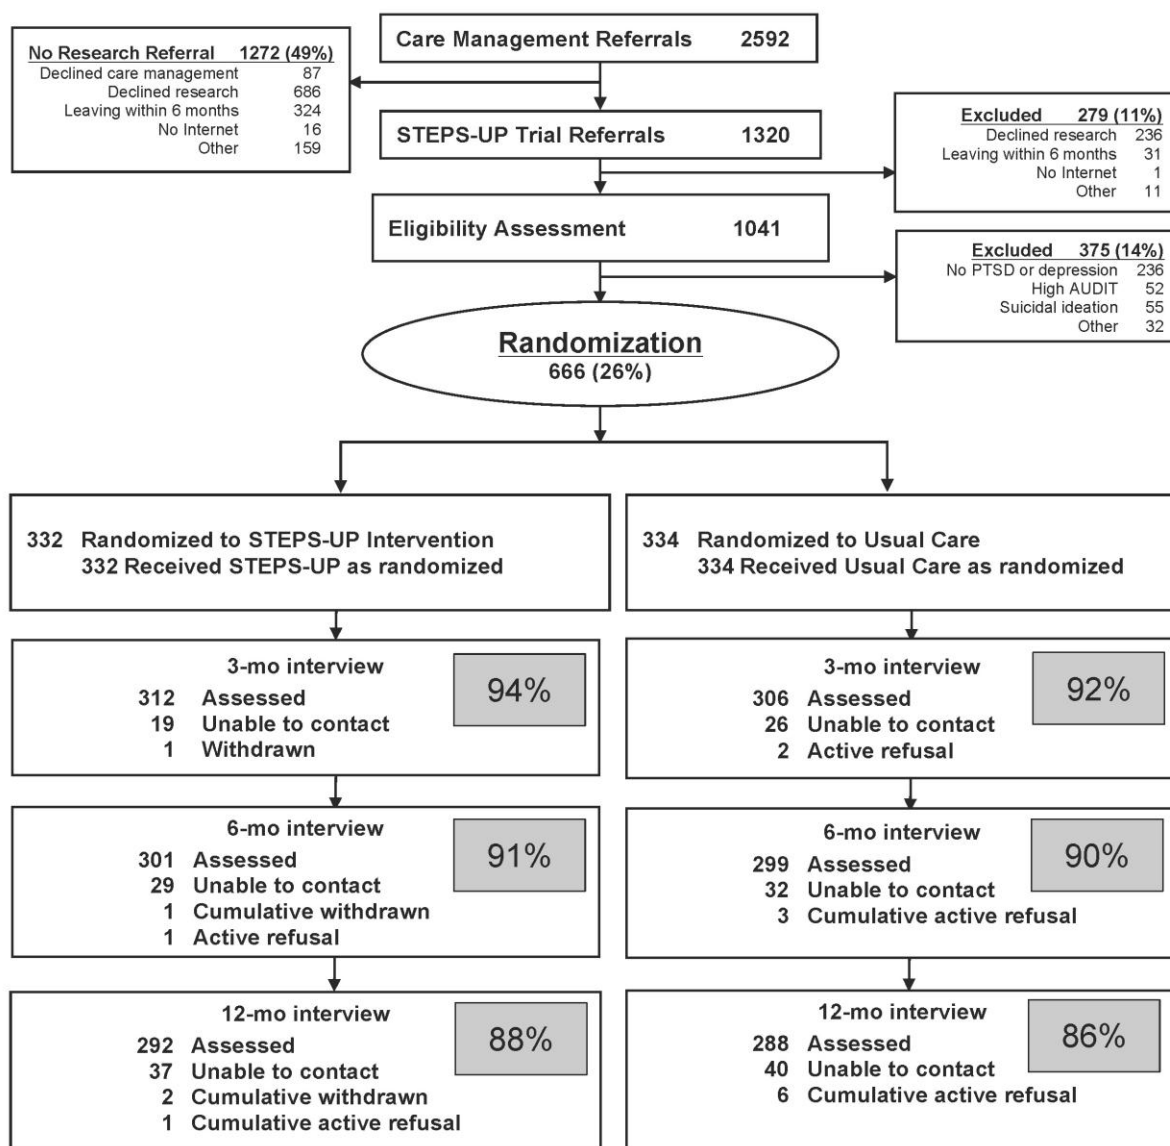 Care Management Referrals 2592
No Research Referral 1272 (49%)
Declined care management 87
Declined research 686
Leaving within 6 months 324
No Internet 16
Other 159
STEPS-UP Trial Referrals 1320
Excluded 279 (11%)
Declined research 236
Leaving within 6 months 31
No Internet 1
Other 11
Eligibility Assessment 1041
Excluded 375 (14%)
No PTSD or depression 236
High AUDIT 52
Suicidal ideation 55
Other 32
Randomization
666 (26%)
332 Randomized to STEPS-UP Intervention
332 Received STEPS-UP as randomized
334 Randomized to Usual Care
334 Received Usual Care as randomized
3-mo interview
94%
312 Assessed
19 Unable to contact
1 Withdrawn
3-mo interview
92%
306 Assessed
26 Unable to contact
2 Active refusal
6-mo interview
91%
301 Assessed
29 Unable to contact
1 Cumulative withdrawn
1 Active refusal
6-mo interview
90%
299 Assessed
32 Unable to contact
3 Cumulative active refusal
12-mo interview
88%
292 Assessed
37 Unable to contact
2 Cumulative withdrawn
1 Cumulative active refusal
12-mo interview
86%
288 Assessed
40 Unable to contact
6 Cumulative active refusal